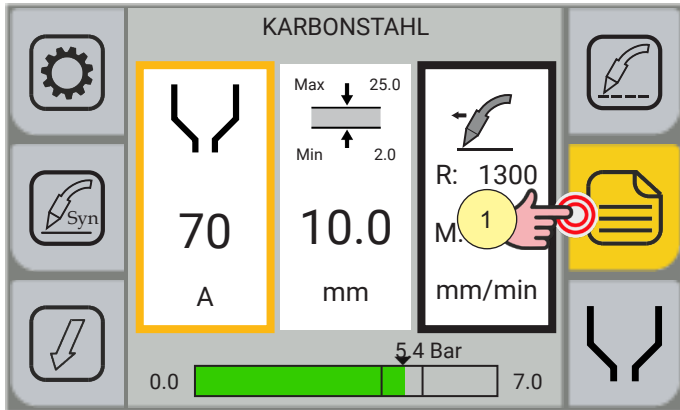 KARBONSTAHL
Max 25.0
Min 2.0
R: 1300
Syn
70
10.0
M.
1
A
mm
mm/min
5.4 Bar
0.0
7.0